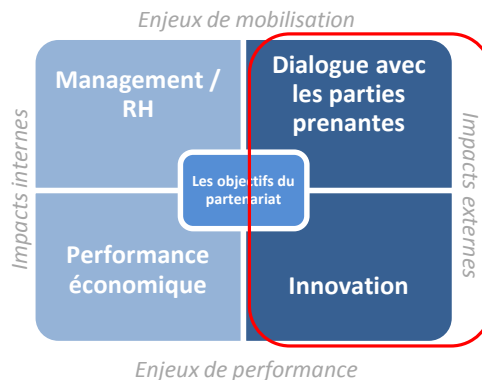 Enjeux de mobilisation
Management /
RH
Dialogue avec
les parties
prenantes
Impacts internes
Impacts externes
Les objectifs du
partenariat
Performance
économique
Innovation
Enjeux de performance